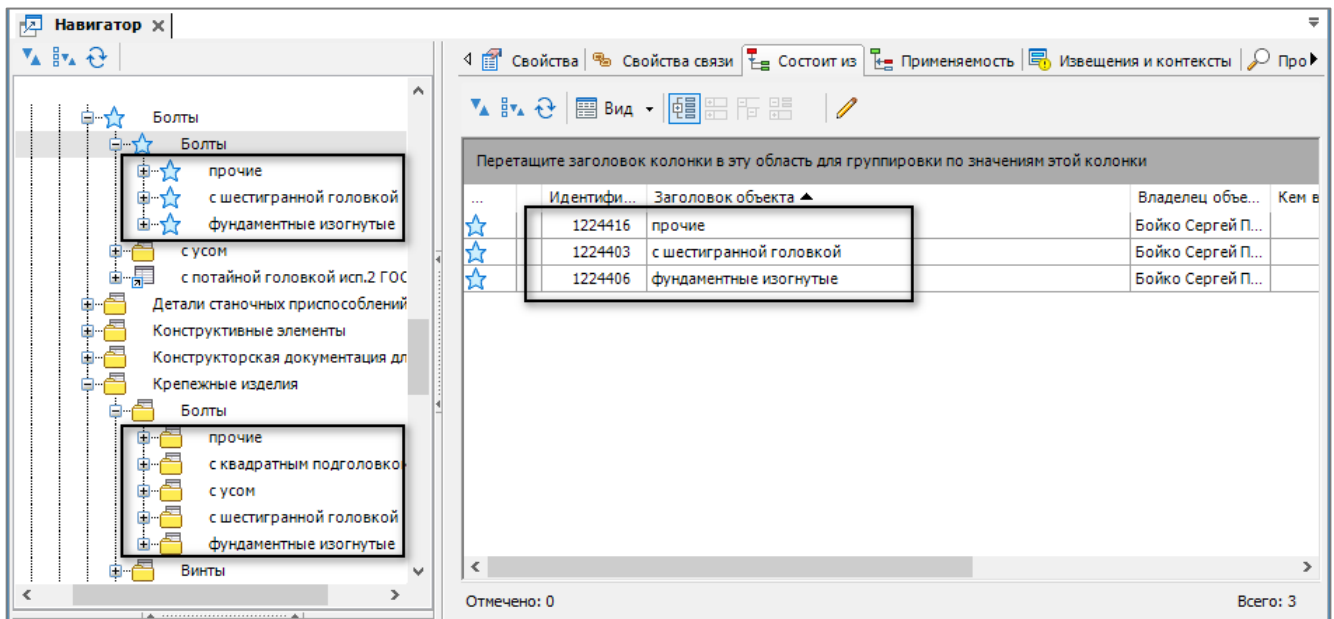 Навигатор
Болты
Болты
прочие
с шестигранной головкой
фундаментные изогнутые
с усом
с потайной головкой исп.2 ГОС
Детали станочных приспособлений
Конструктивные элементы
Конструкторская документация дл
Крепежные изделия
Болты
прочие
с квадратным подголовко
с усом
с шестигранной головкой
фундаментные изогнутые
Винты
Свойства Свойства связи Состоит из Применяемость Извещения и контексты Про
Вид
Перетащите заголовок колонки в эту область для группировки по значениям этой колонки
... Идентифи... Заголовок объекта Владелец объе... Кем в
1224416 прочие Бойко Сергей П...
1224403 с шестигранной головкой Бойко Сергей П...
1224406 фундаментные изогнутые Бойко Сергей П...
Отмечено: 0 Всего: 3